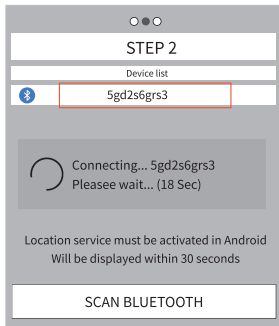 STEP 2
Device list
5gd2s6grs3
Connecting... 5gd2s6grs3
Pleasee wait... (18 Sec)
Location service must be activated in Android
Will be displayed within 30 seconds
SCAN BLUETOOTH